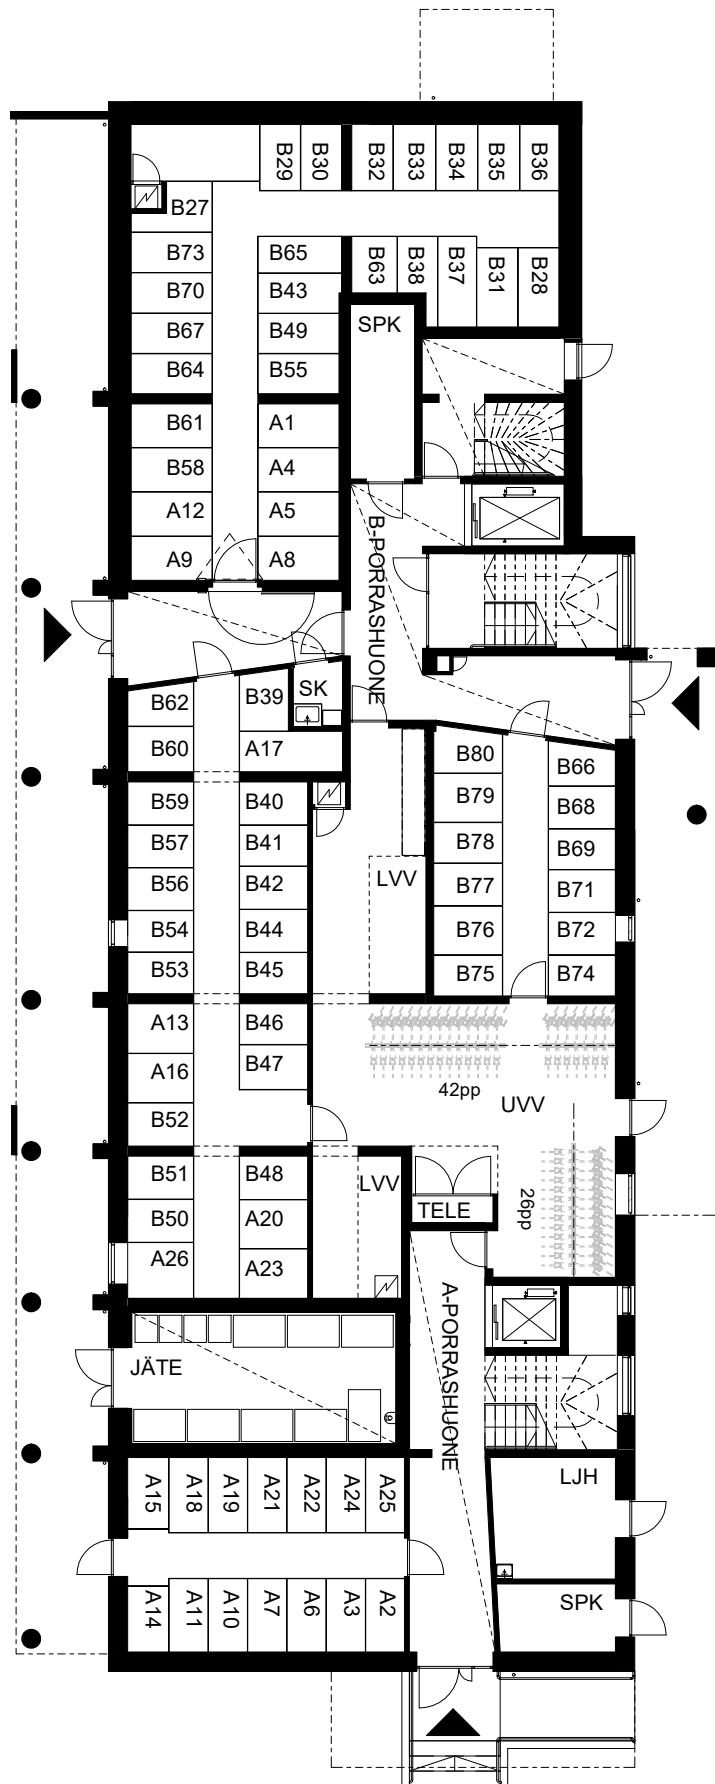 B29
B30
B32
B33
B34
B35
B36
B27
B73
B70
B67
B64
B65
B43
B49
B55
B63
B38
B37
B31
B28
SPK
B61
B58
A12
A9
A1
A4
A5
A8
B-PORRASHUONE
B62
B60
B39
A17
SK
B59
B57
B56
B54
B53
B40
B41
B42
B44
B45
LVV
B80
B79
B78
B77
B76
B75
B66
B68
B69
B71
B72
B74
A13
A16
B52
B46
B47
42pp
UVV
26pp
B51
B50
A26
B48
A20
A23
LVV
TELE
A-PORRASHUONE
JÄTE
A15
A18
A19
A21
A22
A24
A25
A14
A11
A10
A7
A6
A3
A2
LJH
SPK